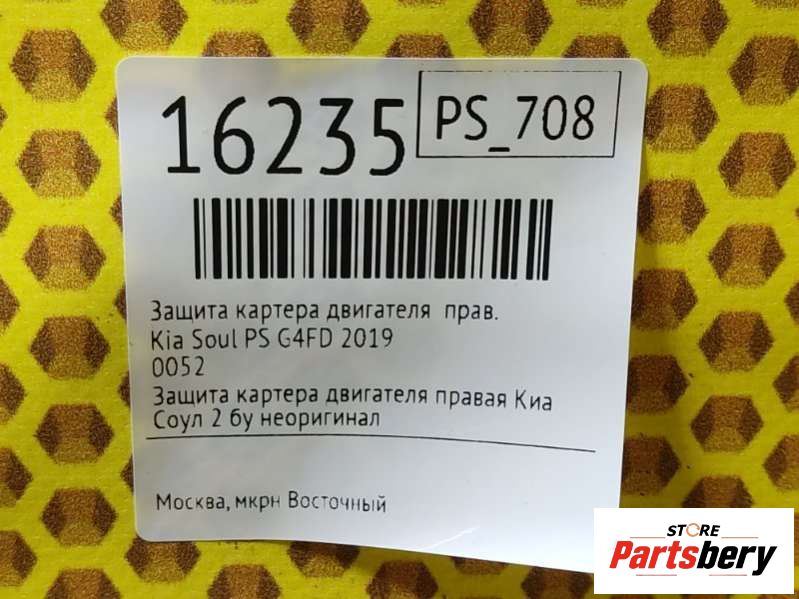 16235
PS_708
Защита картера двигателя прав.
Kia Soul PS G4FD 2019
0052
Защита картера двигателя правая Киа
Соул 2 бу неоригинал
Москва, мкрн Восточный
STORE
Partsbery